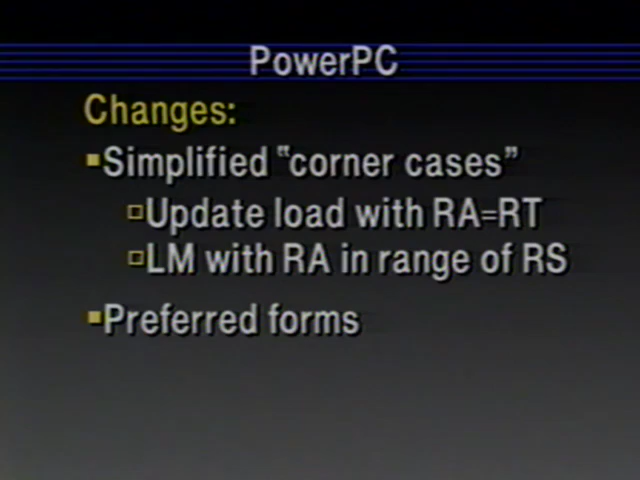 PowerPC
Changes:
▪Simplified "corner cases"
▫Update load with RA=RT
▫LM with RA in range of RS
▪Preferred forms